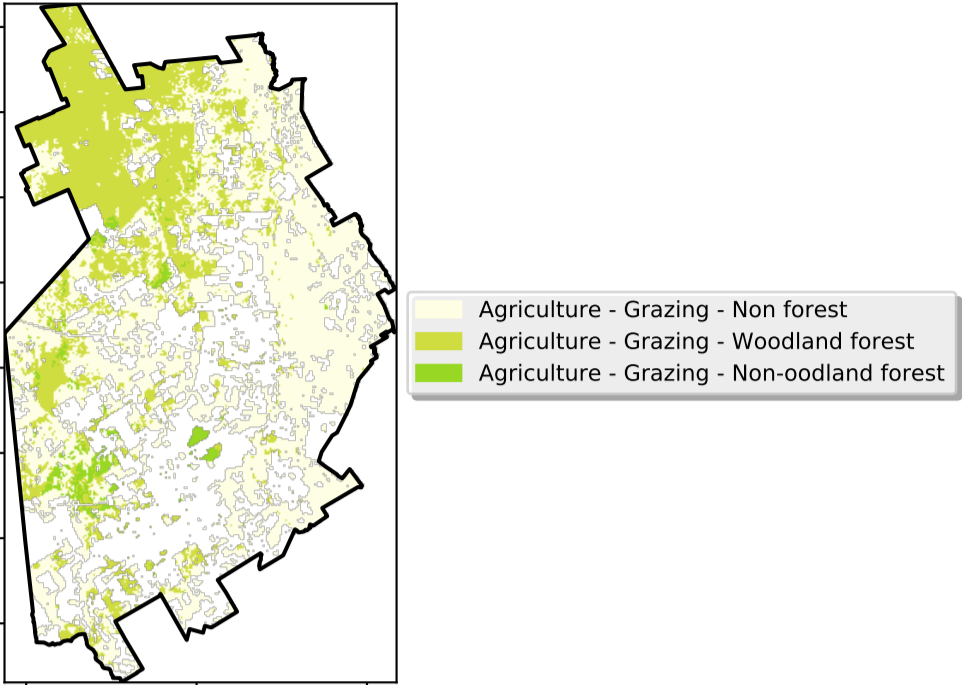 Agriculture - Grazing - Non forest
Agriculture - Grazing - Woodland forest
Agriculture - Grazing - Non-oodland forest